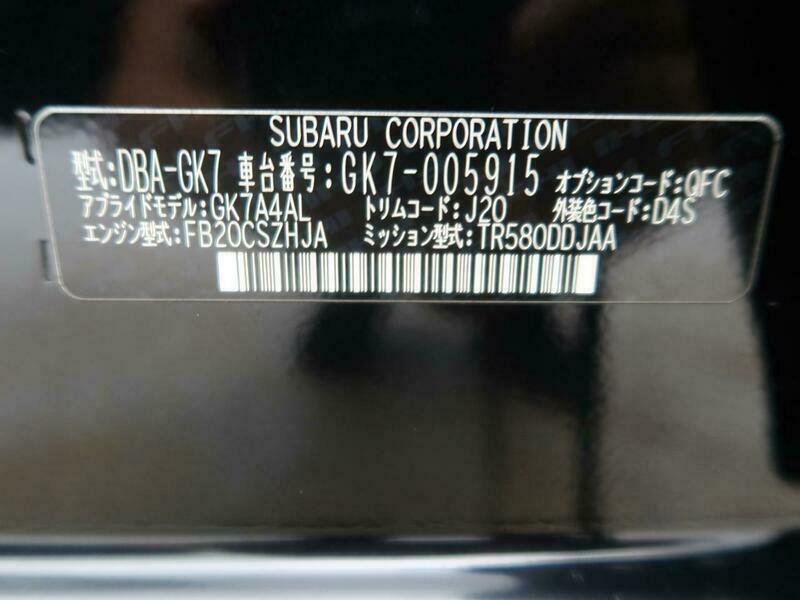 SUBARU CORPORATION
型式:DBA-GK7 車台番号:GK7-005915 オプションコード:QFC
アプライドモデル:GK7A4AL トリムコード:J20 外装色コード:D4S
エンジン型式:FB20CSZHJA ミッション型式:TR580DDJAA